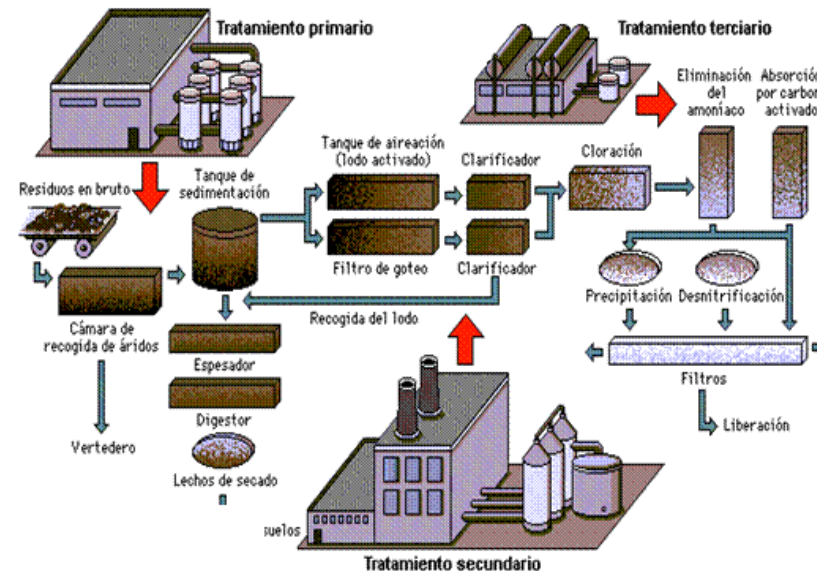 Tratamiento primario
Tratamiento terciario
Eliminación
del
amoníaco
Absorción
por carbon
activado
Residuos en bruto
Tanque de
sedimentación
Tanque de aireación
(lodo activado)
Clarificador
Cloración
Filtro de goteo
Clarificador
Cámara de
recogida de áridos
Recogida del lodo
Precipitación
Desnitrificación
Espesador
Filtros
Digestor
Vertedero
Liberación
Lechos de secado
suelos
Tratamiento secundario